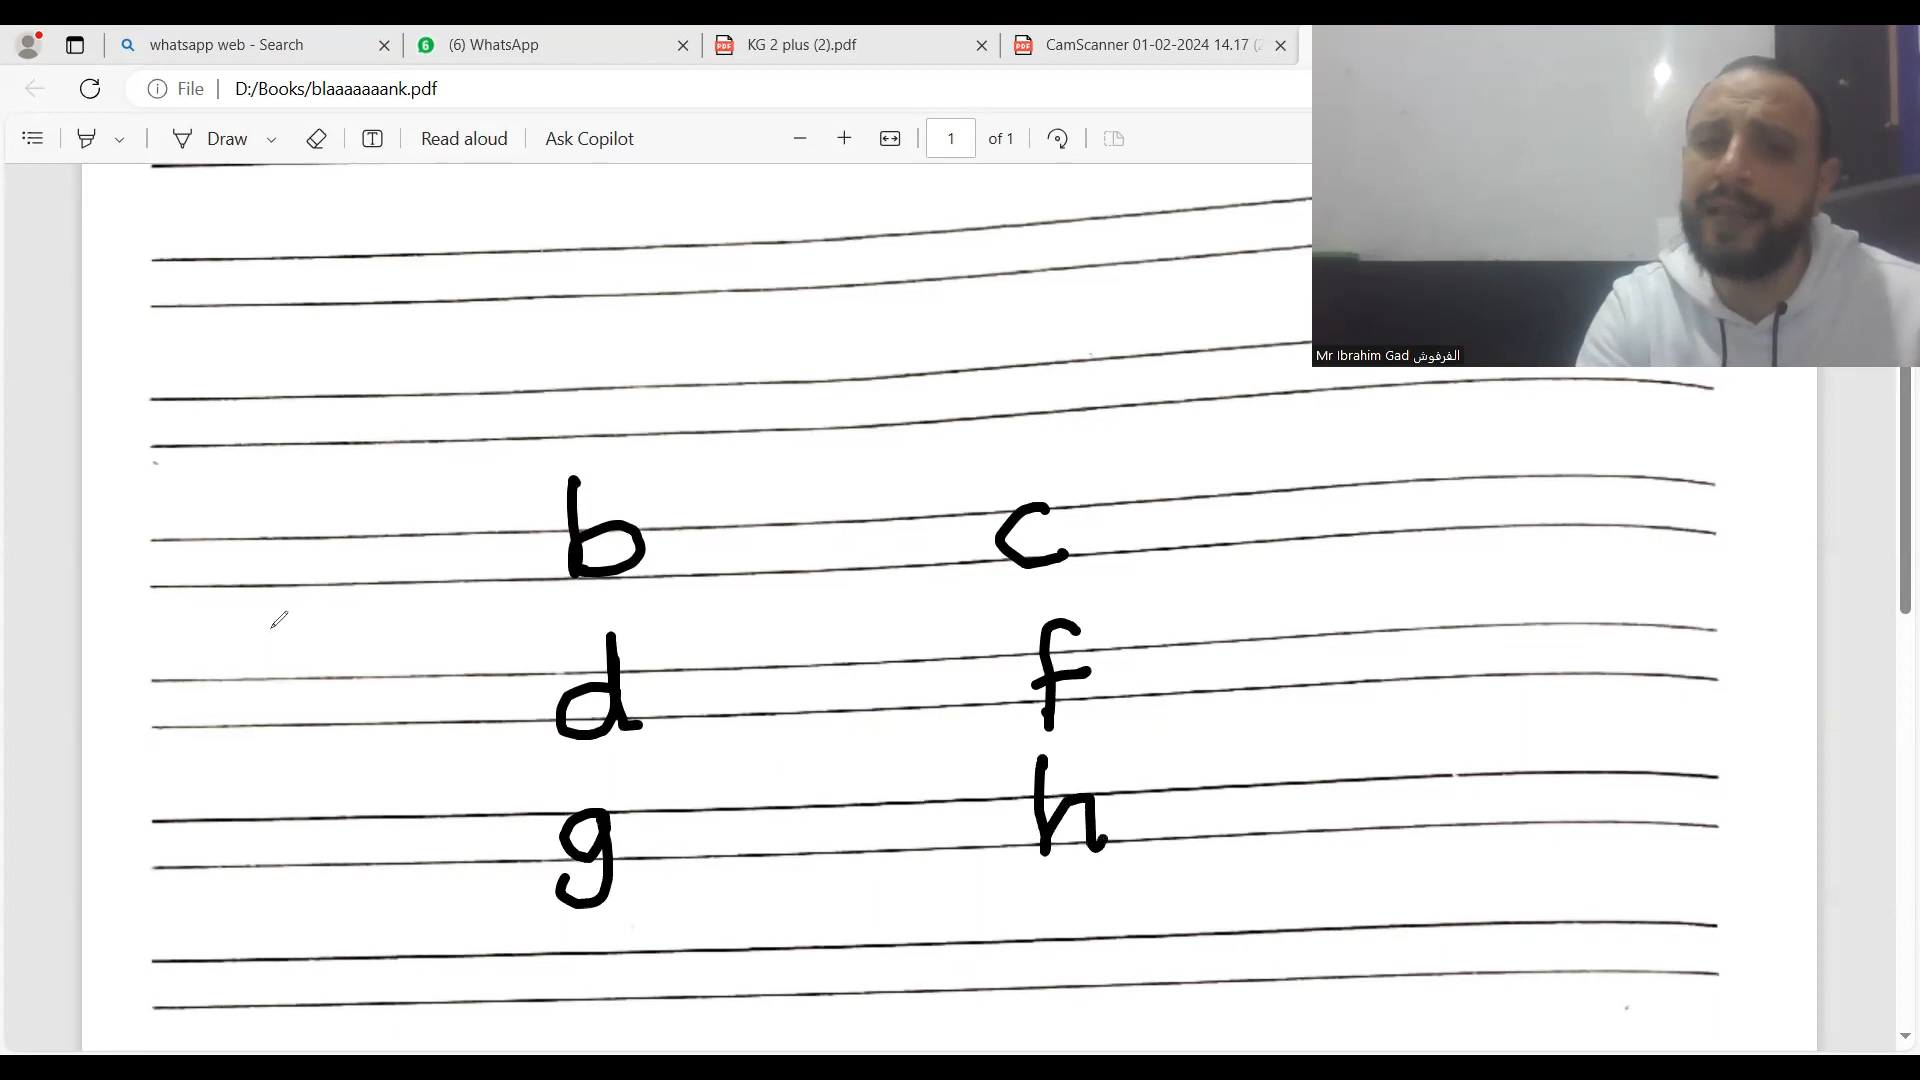 whatsapp web - Search
(6) WhatsApp
KG 2 plus (2).pdf
CamScanner 01-02-2024 14.17 (2
File
D:/Books/blaaaaaaank.pdf
Draw
Read aloud
Ask Copilot
1
of 1
Mr Ibrahim Gad الفرفوش
b c
d f
g h